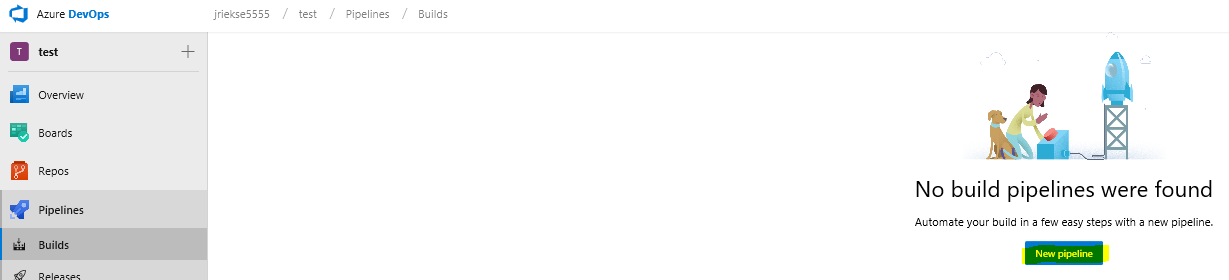 Azure DevOps
jriekse5555 / test / Pipelines / Builds
T test
Overview
Boards
Repos
Pipelines
Builds
Releases
No build pipelines were found
Automate your build in a few easy steps with a new pipeline.
New pipeline